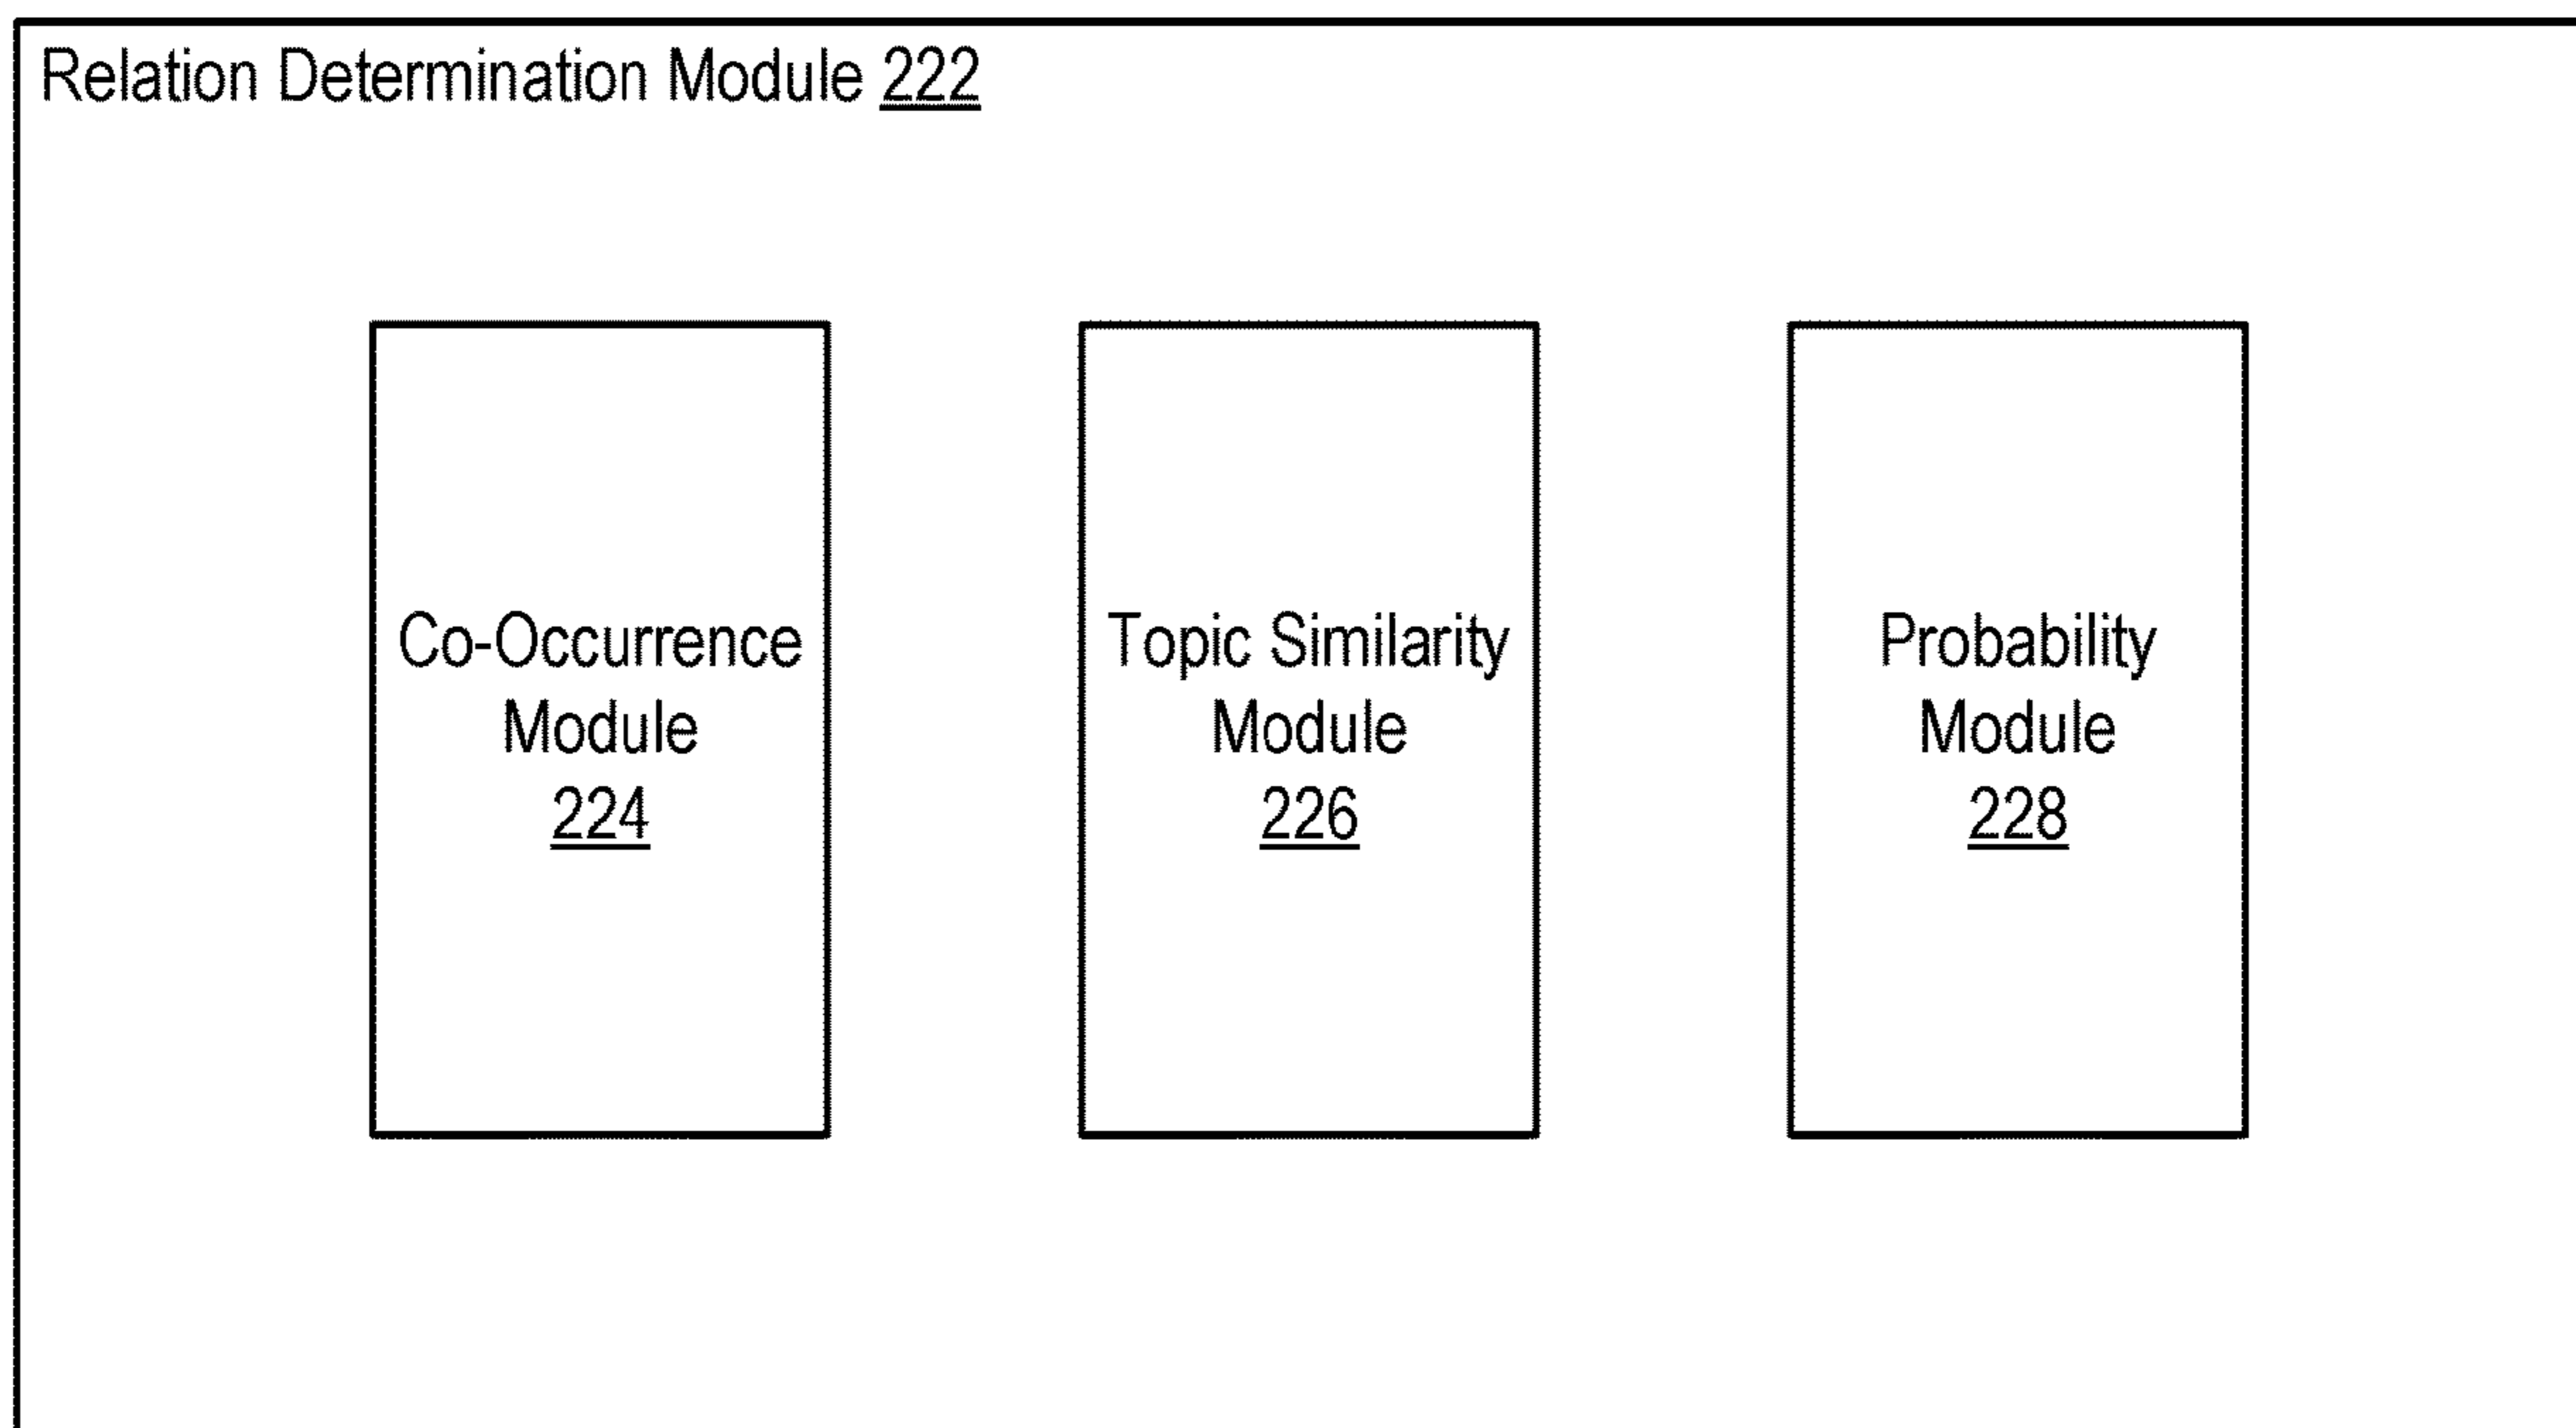 Relation Determination Module 222
Co-Occurrence
Module
224
Topic Similarity
Module
226
Probability
Module
228